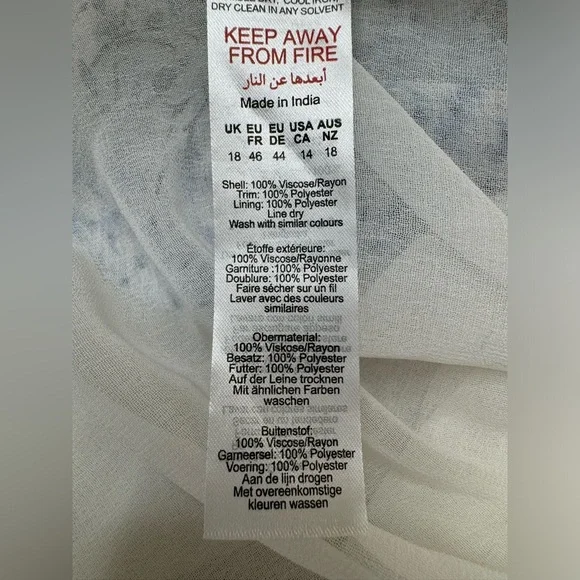 DRY CLEAN IN ANY SOLVENT
KEEP AWAY
FROM FIRE
أبعدها عن النار
Made in India
UK EU EU USA AUS
FR DE CA NZ
18 46 44 14 18
Shell: 100% Viscose/Rayon
Trim: 100% Polyester
Lining: 100% Polyester
Line dry
Wash with similar colours
Étoffe extérieure:
100% Viscose/Rayonne
Garniture :100% Polyester
Doublure: 100% Polyester
Faire sécher sur un fil
Laver avec des couleurs
similaires
Obermaterial:
100% Viskose/Rayon
Besatz: 100% Polyester
Futter: 100% Polyester
Auf der Leine trocknen
Mit ähnlichen Farben
waschen
Buitenstof:
100% Viscose/Rayon
Garneersel: 100% Polyester
Voering: 100% Polyester
Aan de lijn drogen
Met overeenkomstige
kleuren wassen